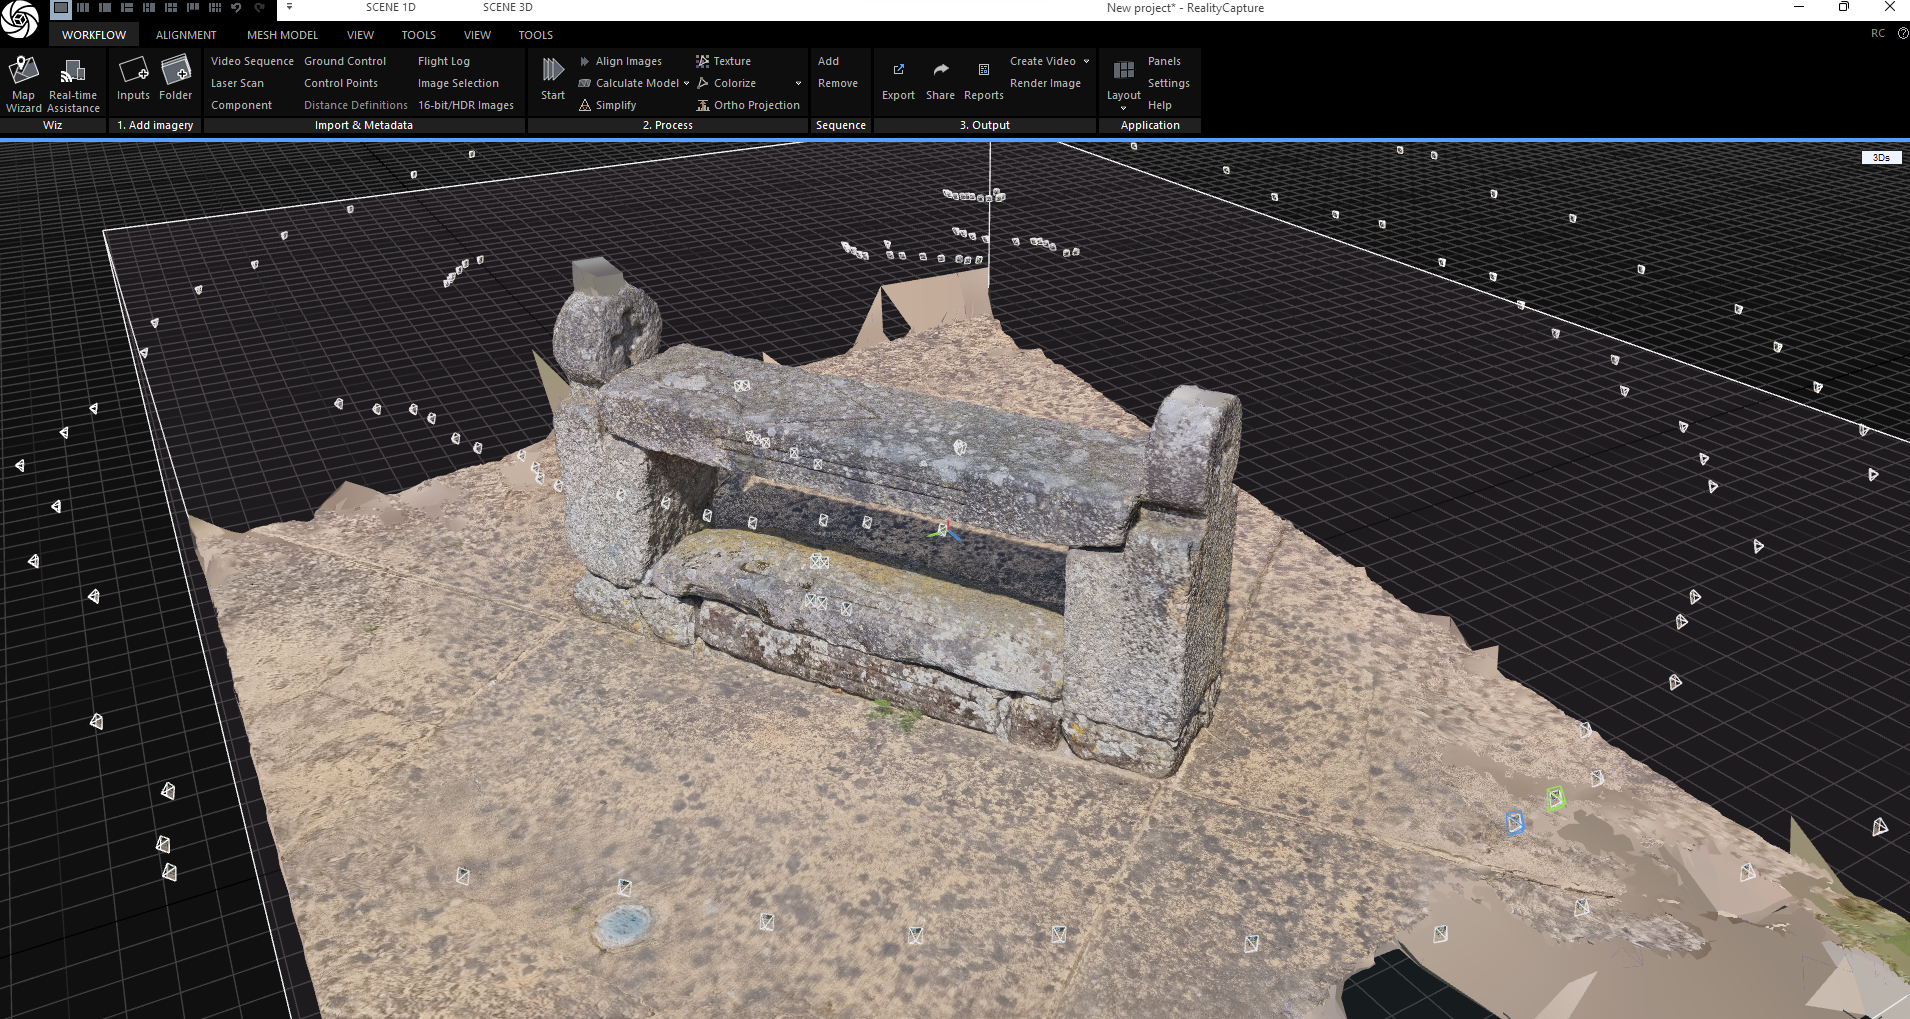 SCENE 1D SCENE 3D New project* - RealityCapture
WORKFLOW ALIGNMENT MESH MODEL VIEW TOOLS VIEW TOOLS RC
Map Wizard
Real-time Assistance
Wiz
Inputs Folder
1. Add imagery
Video Sequence Ground Control Flight Log
Laser Scan Control Points Image Selection
Component Distance Definitions 16-bit/HDR Images
Import & Metadata
Start
Align Images Texture
Calculate Model Colorize
Simplify Ortho Projection
2. Process
Add
Remove
Sequence
Export Share Reports
Create Video
Render Image
3. Output
Layout
Panels
Settings
Help
Application
3Ds